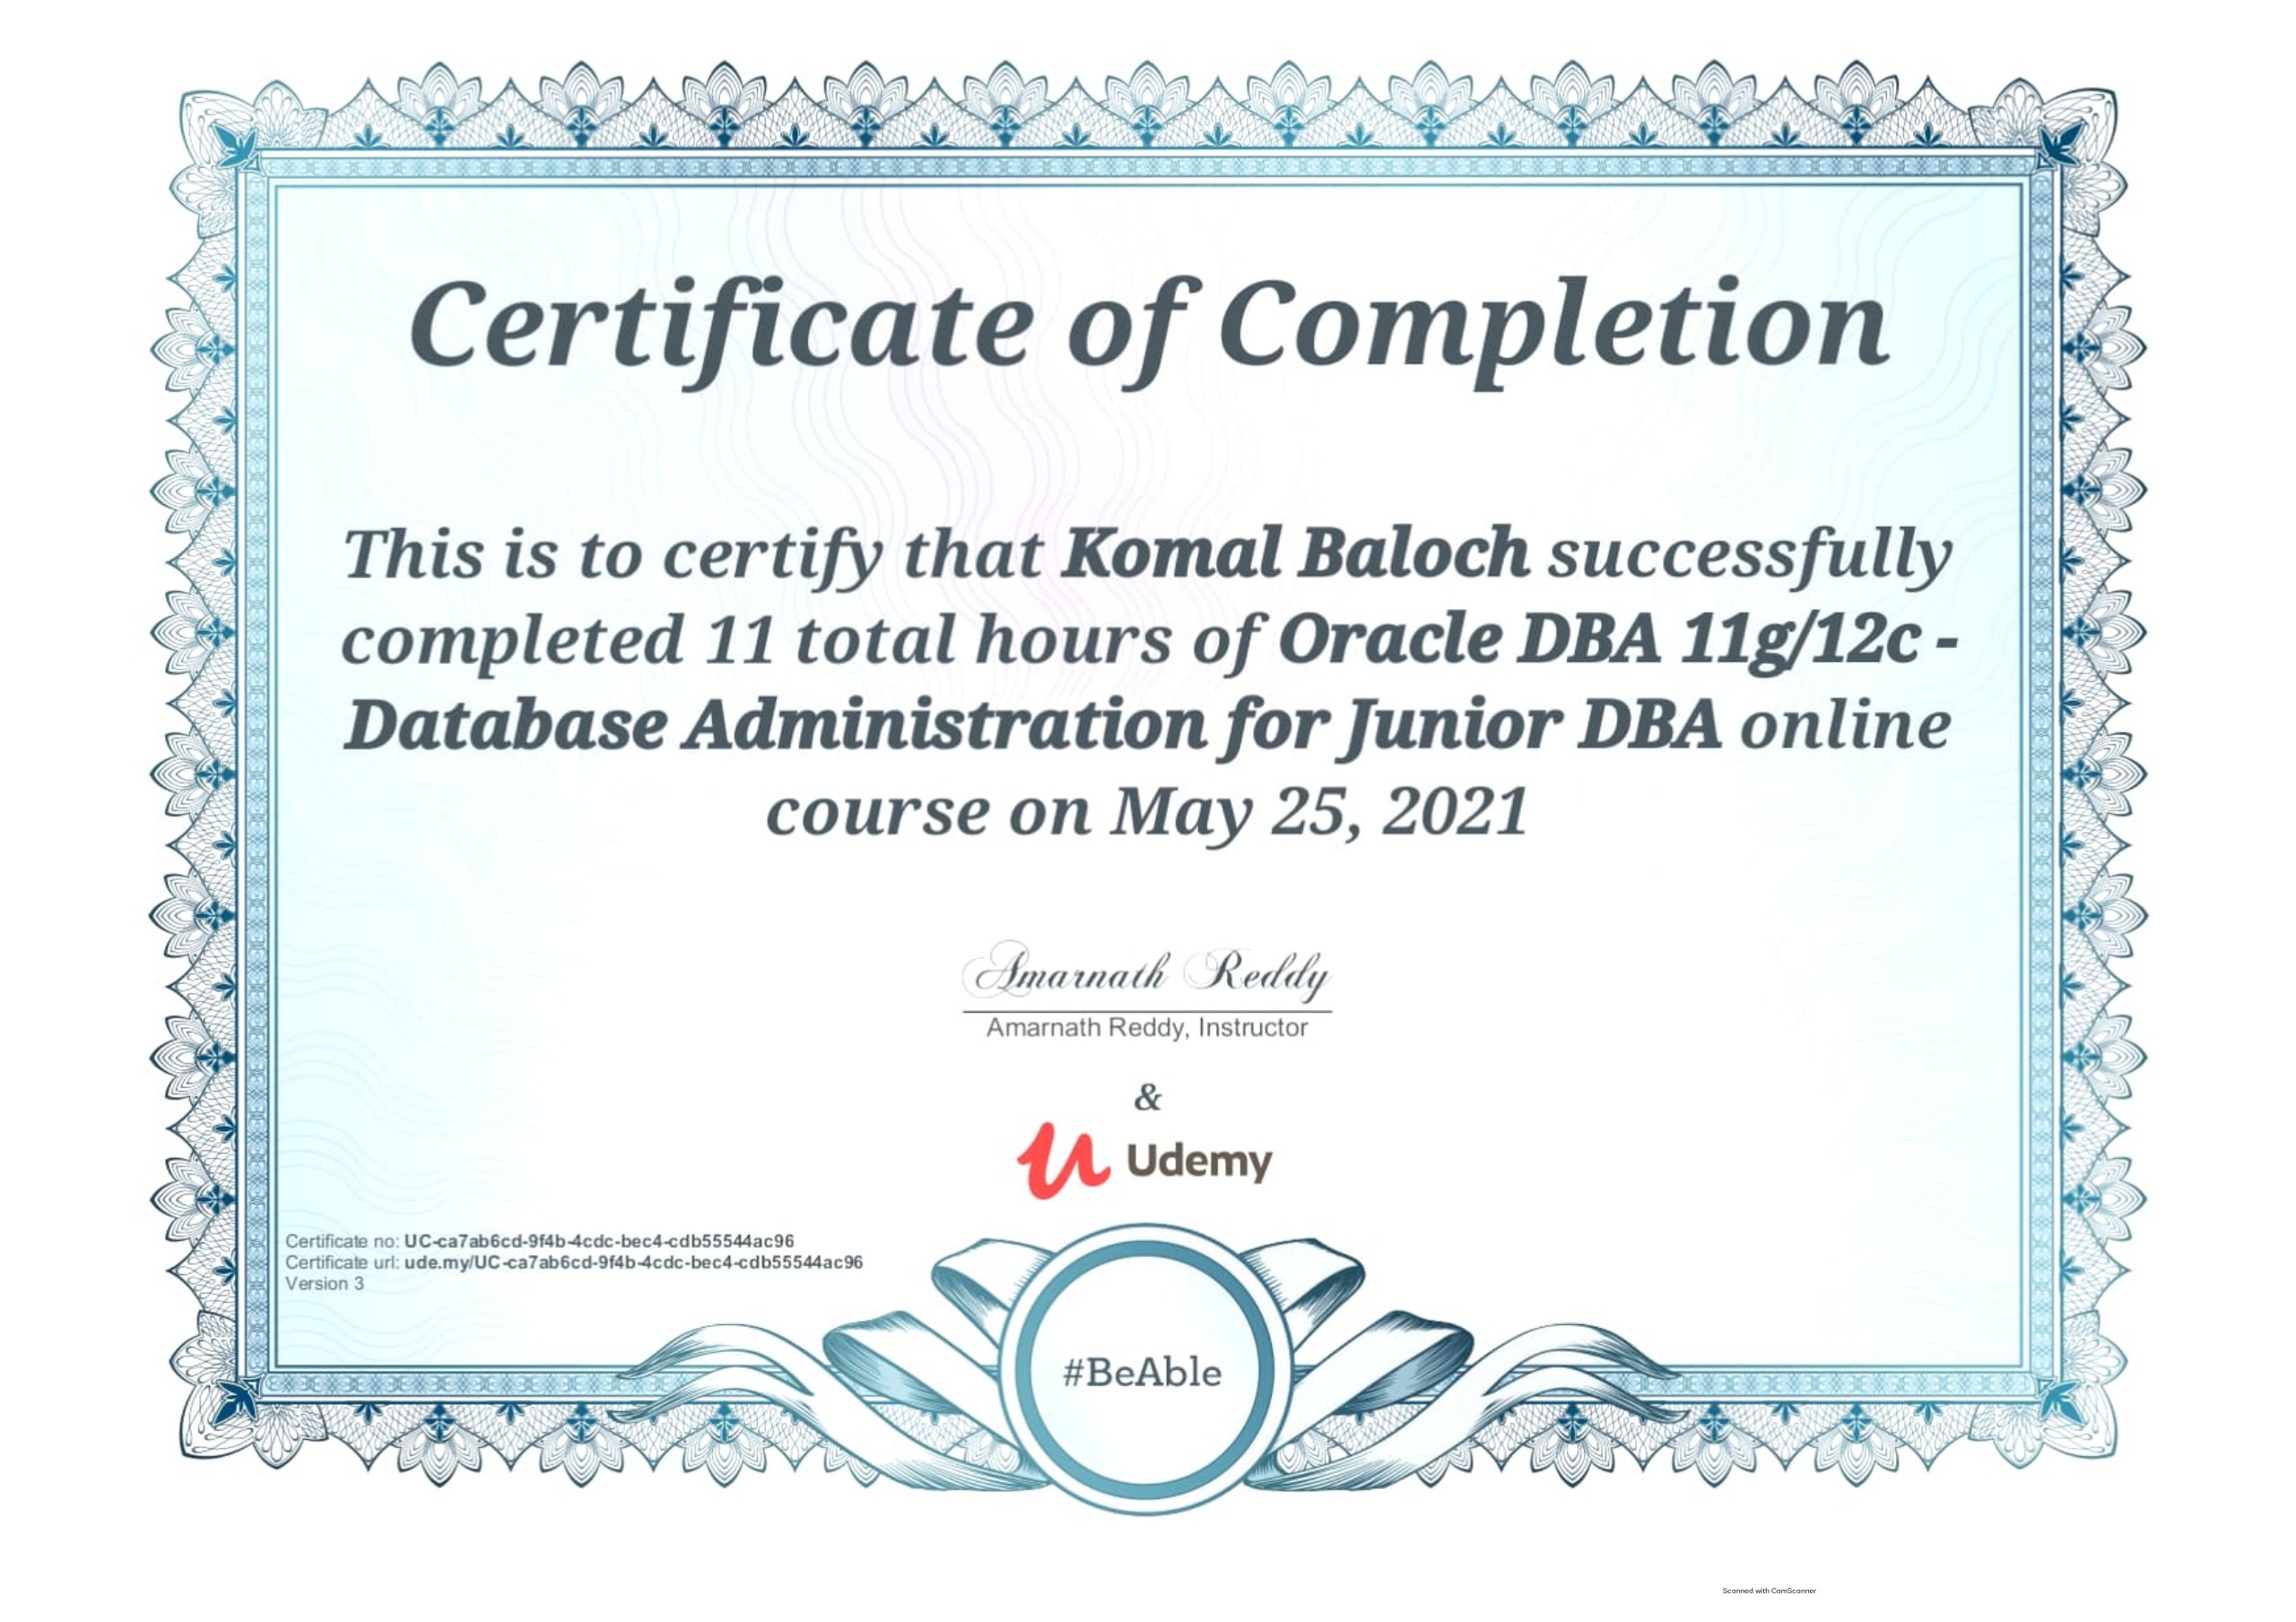 Certificate of Completion
This is to certify that Komal Baloch successfully
completed 11 total hours of Oracle DBA 11g/12c -
Database Administration for Junior DBA online
course on May 25, 2021
Amarnath Reddy
Amarnath Reddy, Instructor
&
Udemy
Certificate no: UC-ca7ab6cd-9f4b-4cdc-bec4-cdb55544ac96
Certificate url: ude.my/UC-ca7ab6cd-9f4b-4cdc-bec4-cdb55544ac96
Version 3
#BeAble
Scanned with CamScanner